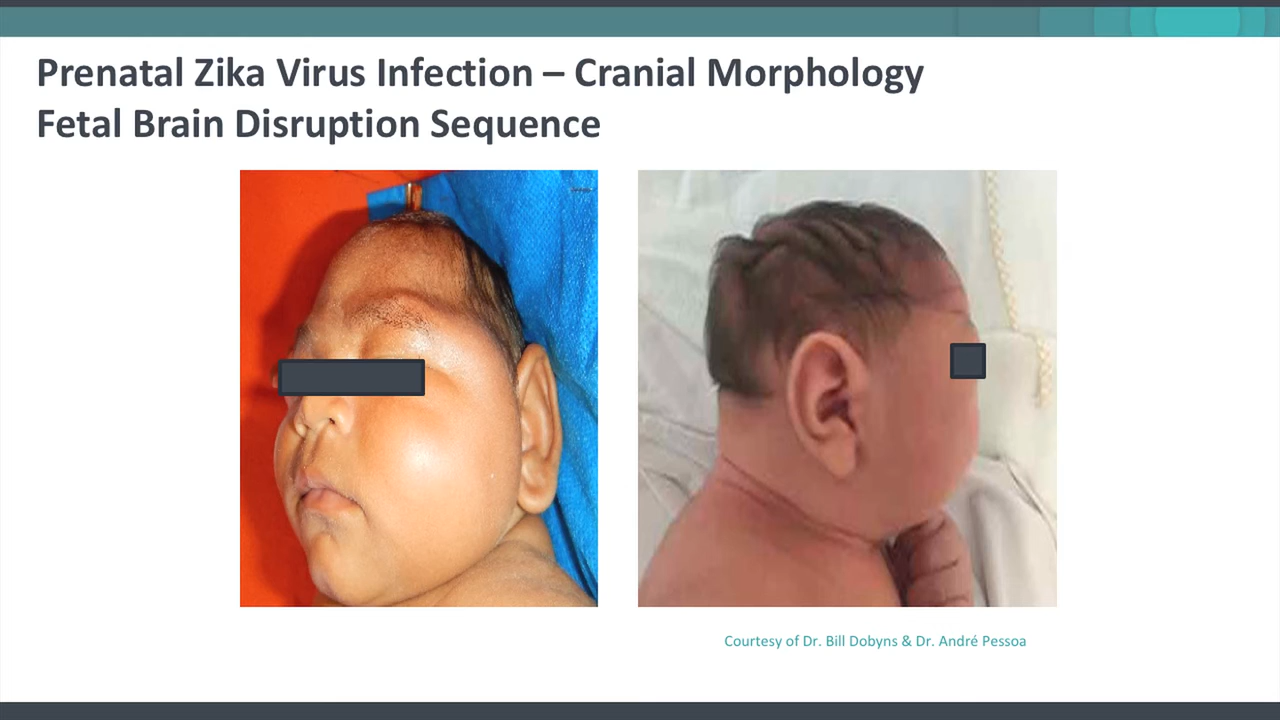 Prenatal Zika Virus Infection – Cranial Morphology
Fetal Brain Disruption Sequence
Courtesy of Dr. Bill Dobyns & Dr. André Pessoa